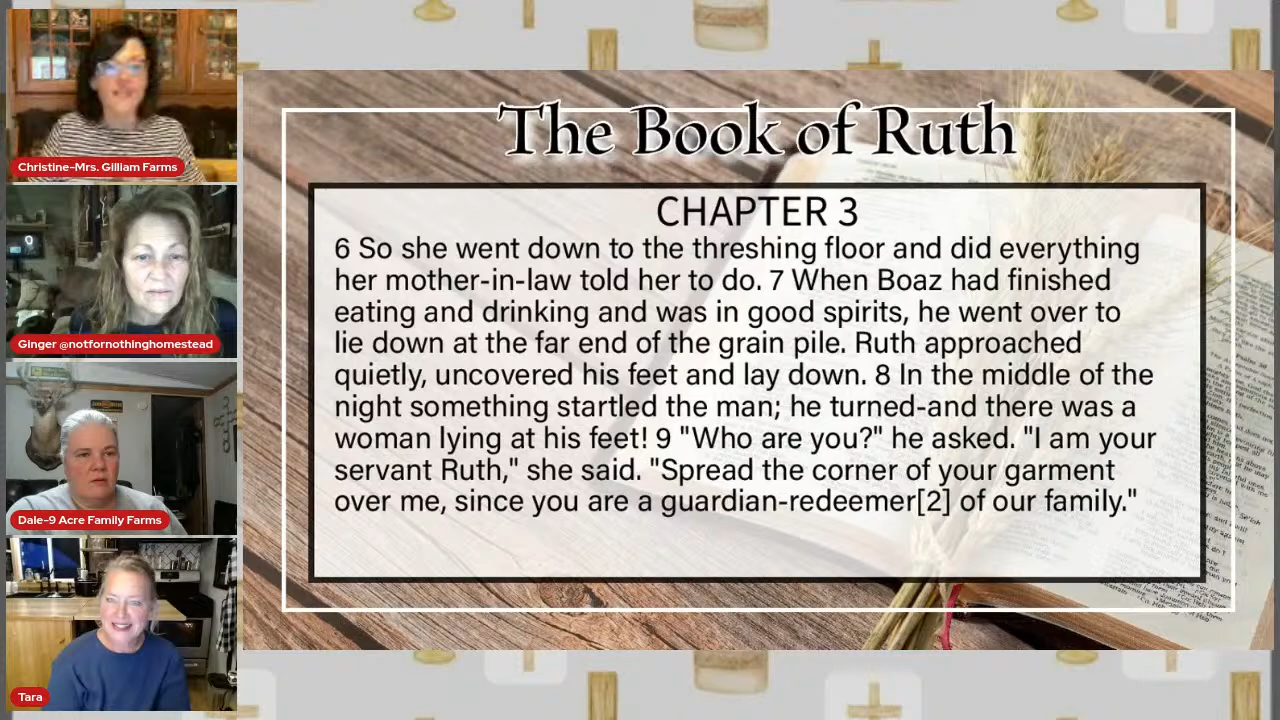 Christine-Mrs. Gilliam Farms
Ginger @notfornothinghomestead
Dale-9 Acre Family Farms
Tara
The Book of Ruth
CHAPTER 3
6 So she went down to the threshing floor and did everything
her mother-in-law told her to do. 7 When Boaz had finished
eating and drinking and was in good spirits, he went over to
lie down at the far end of the grain pile. Ruth approached
quietly, uncovered his feet and lay down. 8 In the middle of the
night something startled the man; he turned-and there was a
woman lying at his feet! 9 "Who are you?" he asked. "I am your
servant Ruth," she said. "Spread the corner of your garment
over me, since you are a guardian-redeemer[2] of our family."